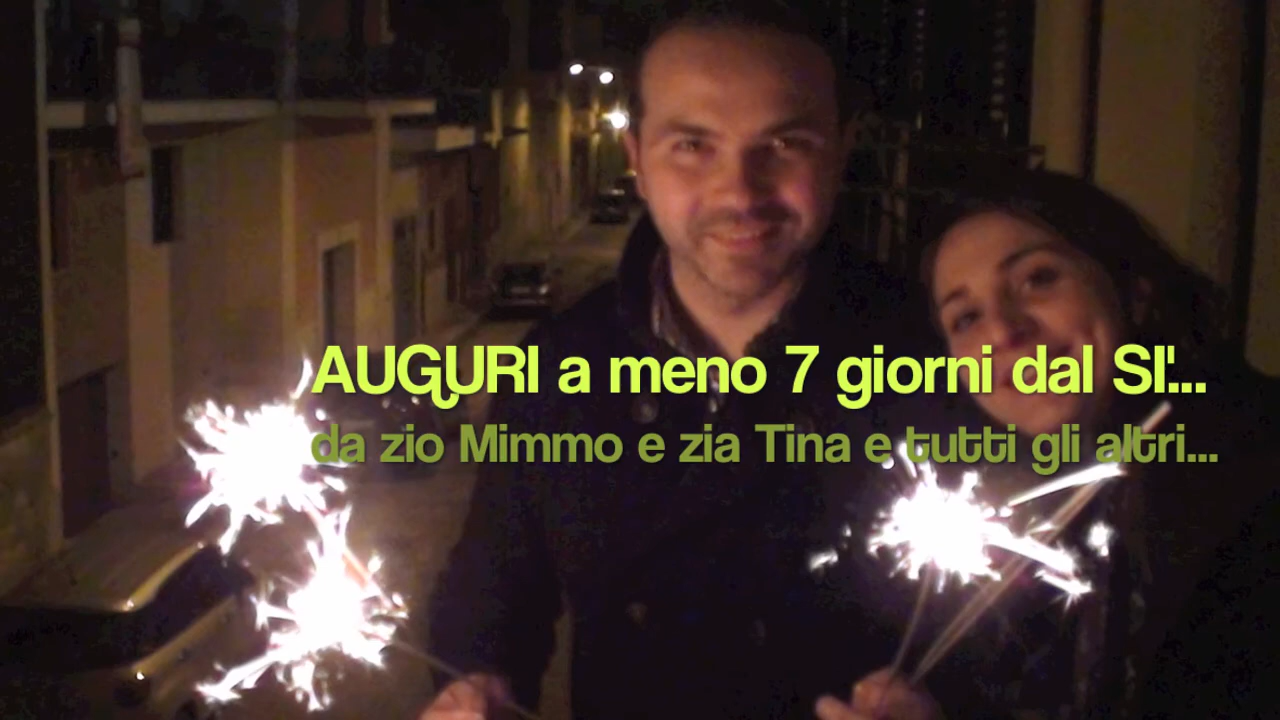 AUGURI a meno 7 giorni dal SI'...
da zio Mimmo e zia Tina e tutti gli altri...